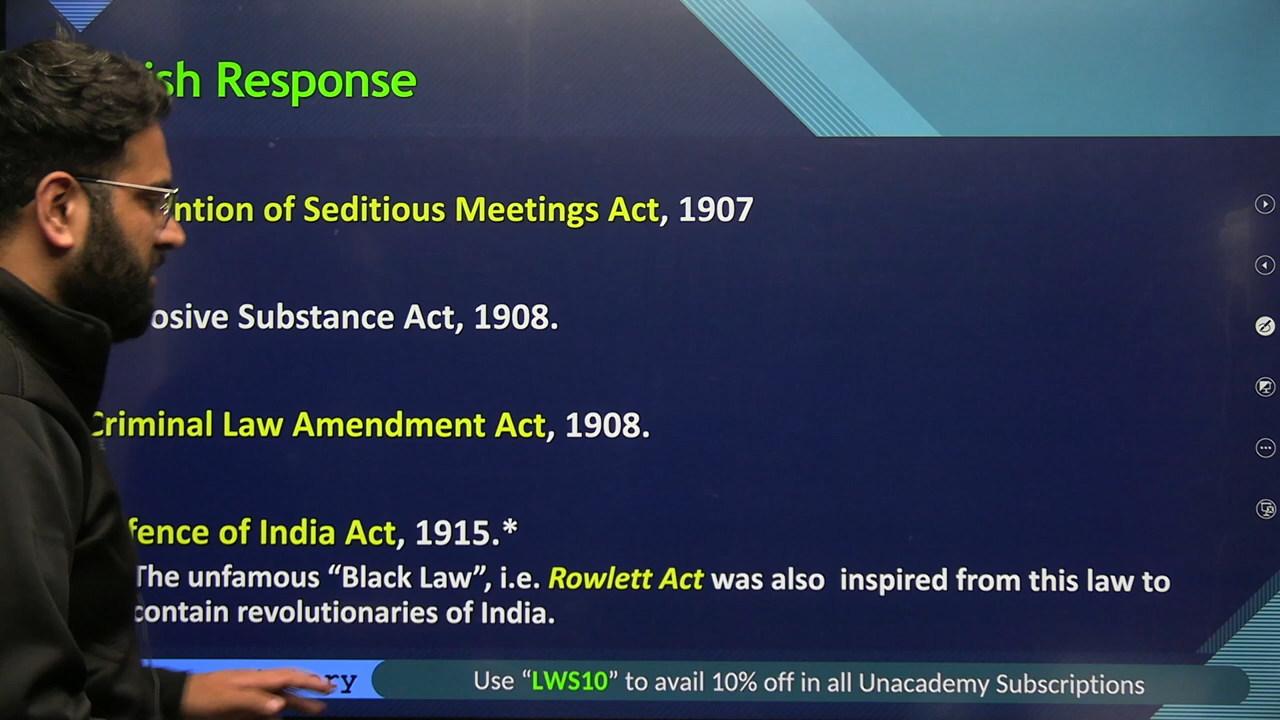 ish Response
ntion of Seditious Meetings Act, 1907
osive Substance Act, 1908.
Criminal Law Amendment Act, 1908.
fence of India Act, 1915.*
The unfamous “Black Law”, i.e. Rowlett Act was also inspired from this law to
contain revolutionaries of India.
ry
Use “LWS10” to avail 10% off in all Unacademy Subscriptions